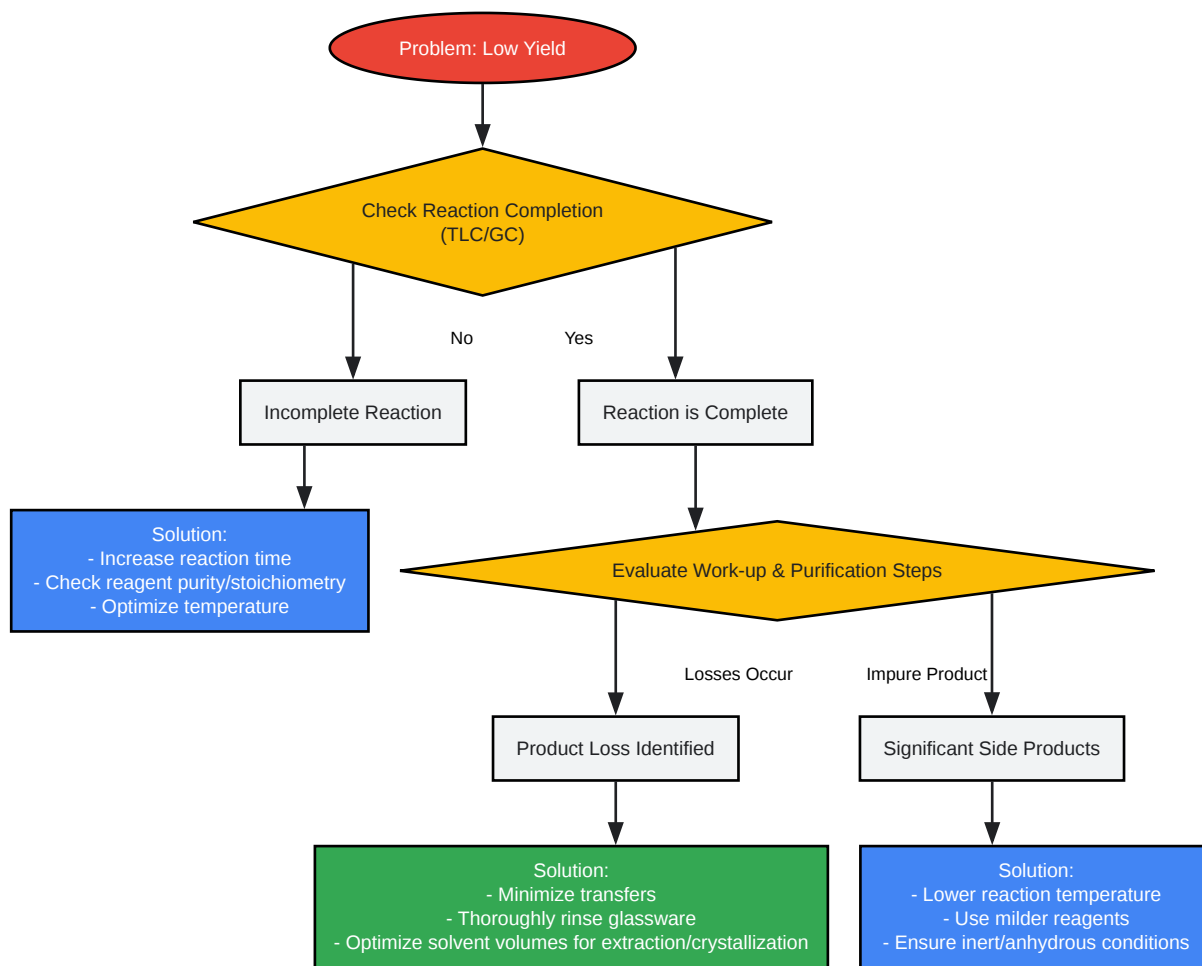 Problem: Low Yield
Check Reaction Completion
(TLC/GC)
No
Yes
Incomplete Reaction
Reaction is Complete
Solution:
- Increase reaction time
- Check reagent purity/stoichiometry
- Optimize temperature
Evaluate Work-up & Purification Steps
Losses Occur
Impure Product
Product Loss Identified
Significant Side Products
Solution:
- Minimize transfers
- Thoroughly rinse glassware
- Optimize solvent volumes for extraction/crystallization
Solution:
- Lower reaction temperature
- Use milder reagents
- Ensure inert/anhydrous conditions